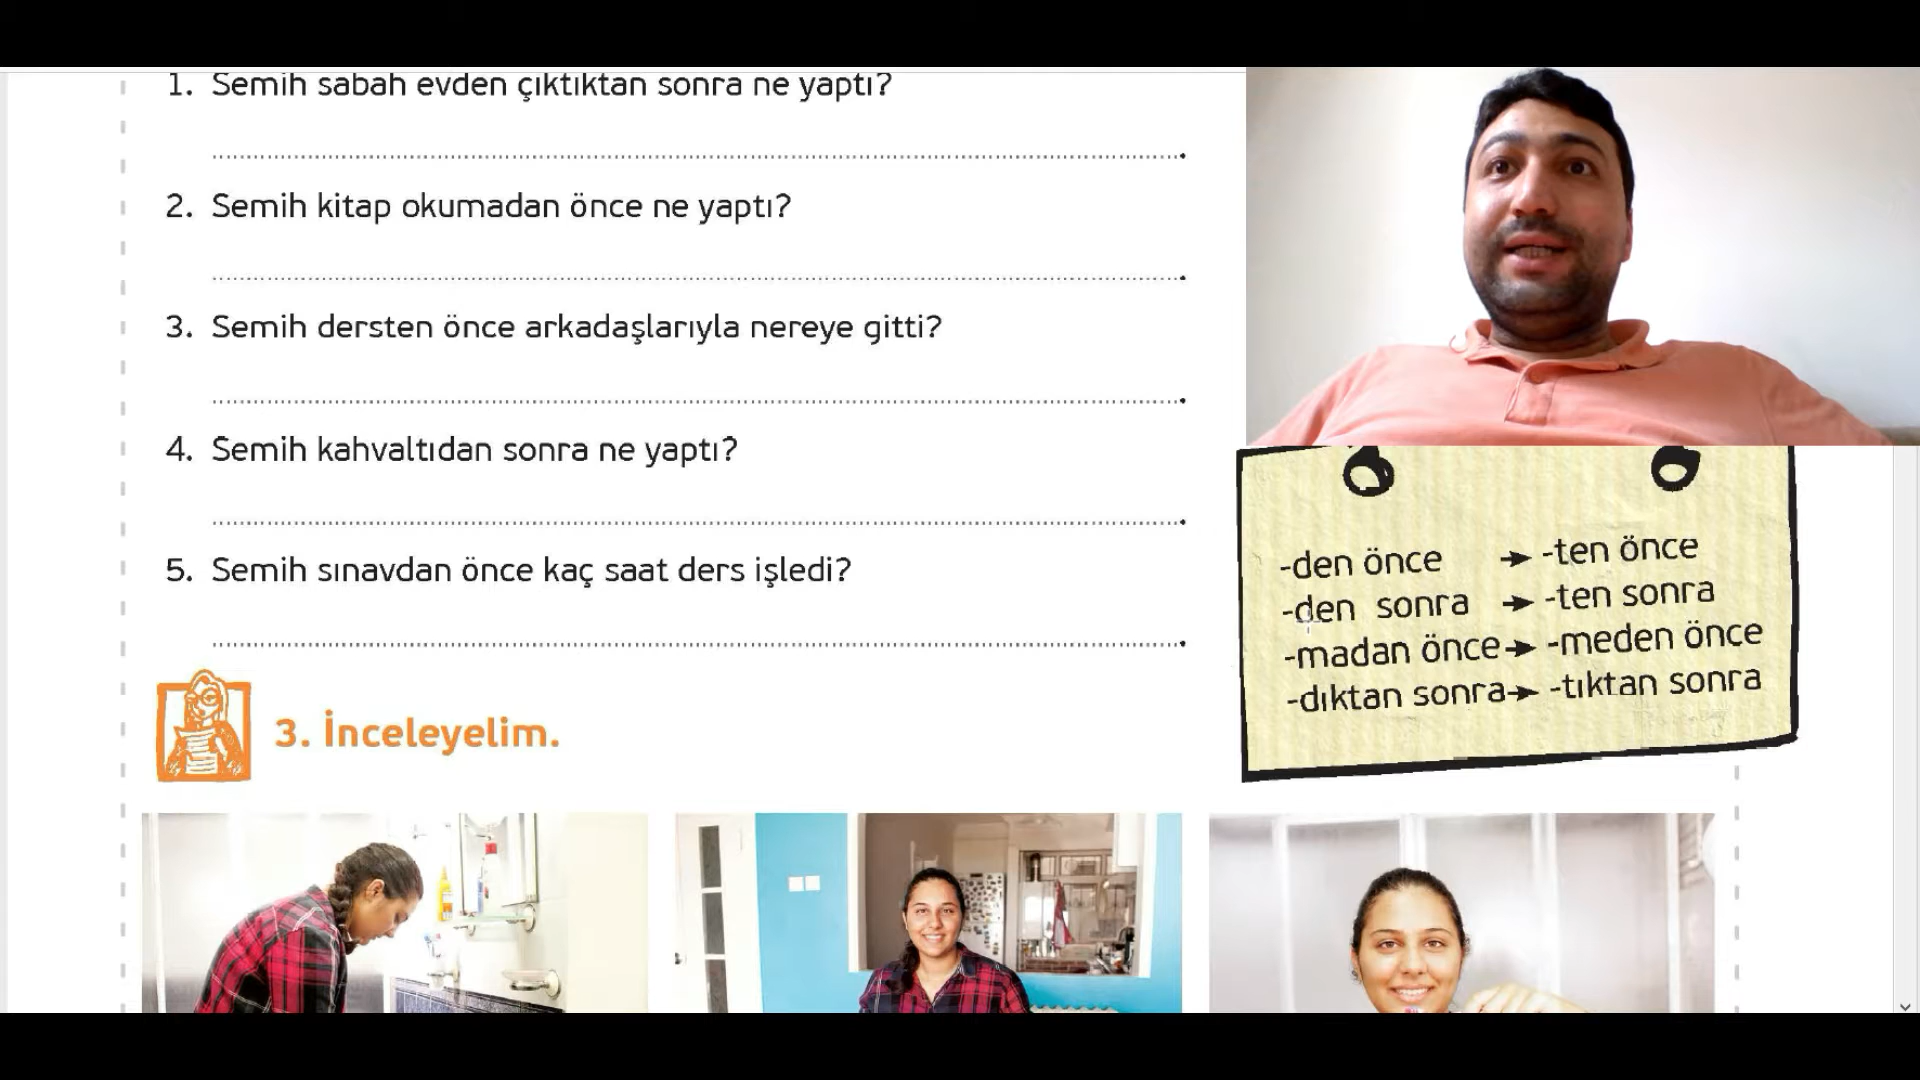 1. Semih sabah evden çıktıktan sonra ne yaptı?
2. Semih kitap okumadan önce ne yaptı?
3. Semih dersten önce arkadaşlarıyla nereye gitti?
4. Semih kahvaltıdan sonra ne yaptı?
5. Semih sınavdan önce kaç saat ders işledi?
-den önce → -ten önce
-den sonra → -ten sonra
-madan önce → -meden önce
-dıktan sonra → -tıktan sonra
3. İnceleyelim.